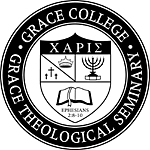 · GRACE COLLEGE ·
GRACE THEOLOGICAL SEMINARY
ΧΑΡΙΣ
EPHESIANS
2:8-10